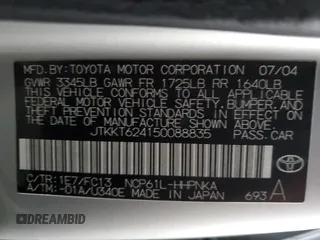 MFD.BY: TOYOTA MOTOR CORPORATION 07/04
GVWR 3345LB GAWR FR 1725LB RR 1640LB
THIS VEHICLE CONFORMS TO ALL APPLICABLE
FEDERAL MOTOR VEHICLE SAFETY, BUMPER, AND
THEFT PREVENTION STANDARDS IN EFFECT ON
THE DATE OF MANUFACTURE SHOWN ABOVE.
JTKKT624150088835
PASS. CAR
C/TR: 1E7/FC13 NCP61L-HHPNKA
A/TM: -01A/U340E MADE IN JAPAN 693 A
© DREAMBID